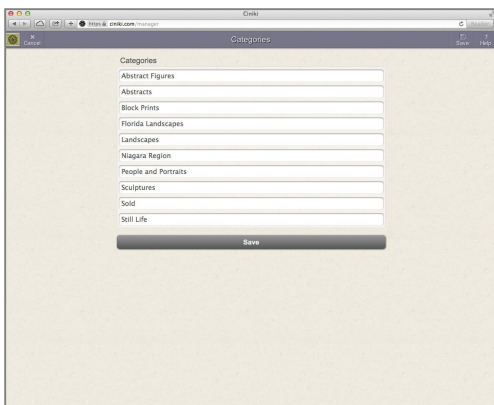 Ciniki
https ciniki.com/manager
Reader
Cancel
Categories
Save
? Help
Categories
Abstract Figures
Abstracts
Block Prints
Florida Landscapes
Landscapes
Niagara Region
People and Portraits
Sculptures
Sold
Still Life
Save